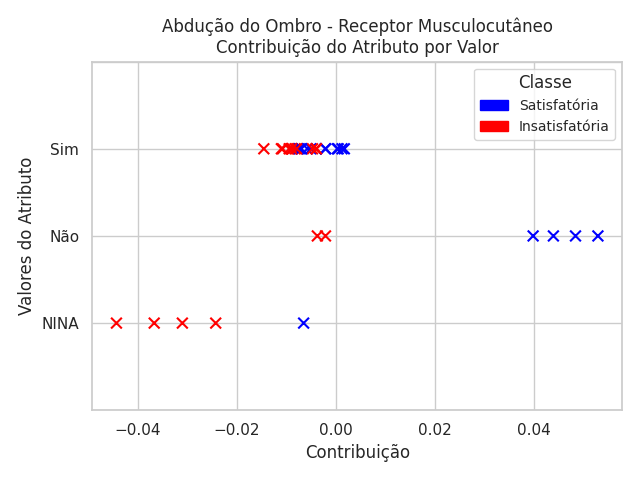 Abdução do Ombro - Receptor Musculocutâneo
Contribuição do Atributo por Valor
Classe
Satisfatória
Insatisfatória
Valores do Atributo
Sim
Não
NINA
−0.04
−0.02
0.00
0.02
0.04
Contribuição